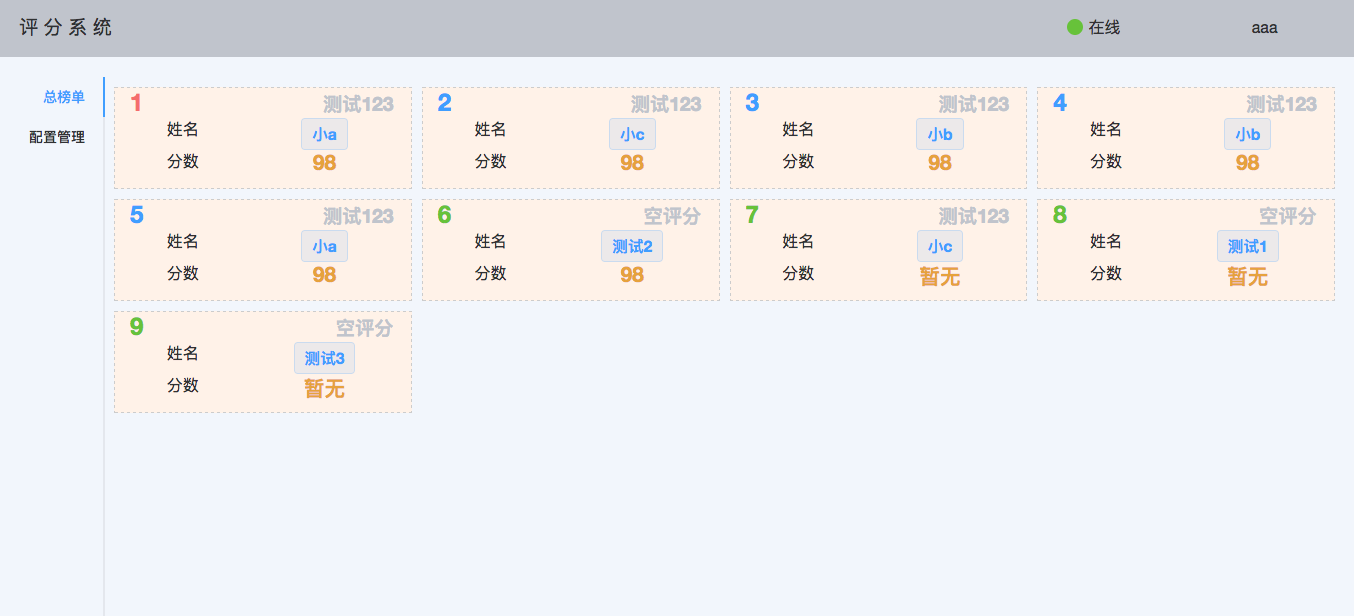 评分系统
在线
aaa
总榜单
配置管理
1 测试123
姓名 小a
分数 98
2 测试123
姓名 小c
分数 98
3 测试123
姓名 小b
分数 98
4 测试123
姓名 小b
分数 98
5 测试123
姓名 小a
分数 98
6 空评分
姓名 测试2
分数 98
7 测试123
姓名 小c
分数 暂无
8 空评分
姓名 测试1
分数 暂无
9 空评分
姓名 测试3
分数 暂无